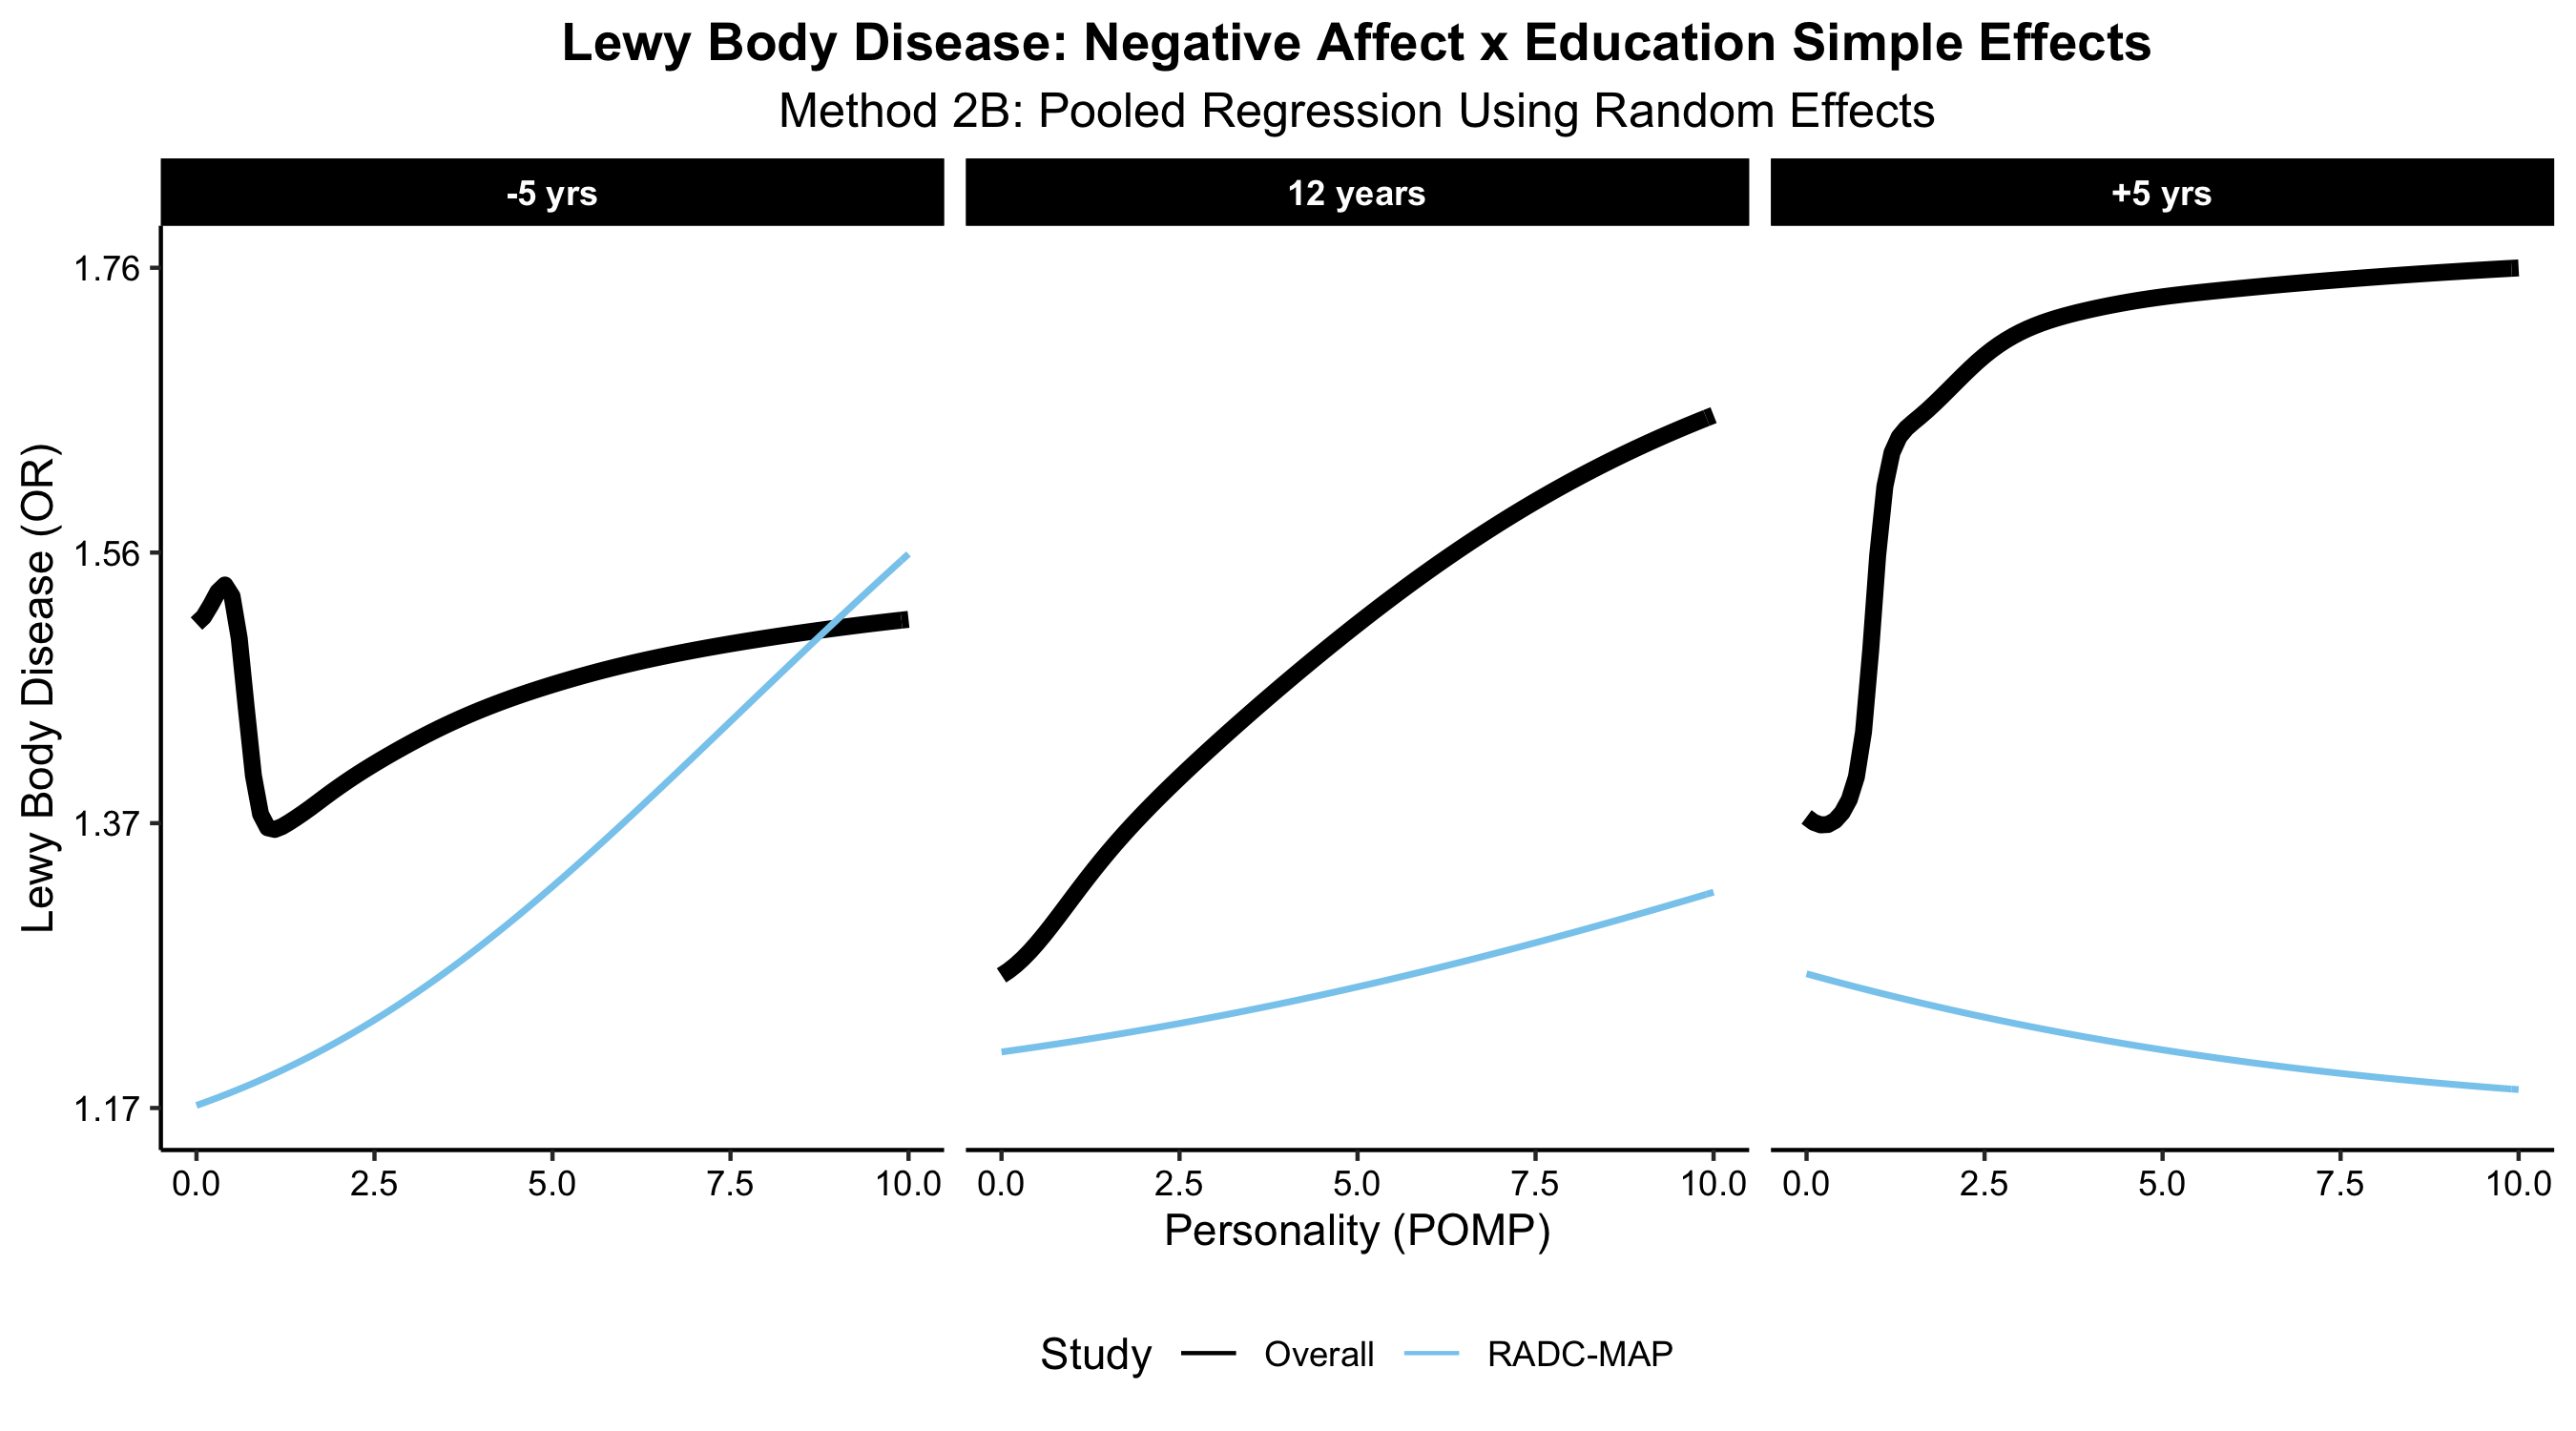 Lewy Body Disease: Negative Affect x Education Simple Effects
Method 2B: Pooled Regression Using Random Effects
-5 yrs
12 years
+5 yrs
Lewy Body Disease (OR)
1.76
1.56
1.37
1.17
0.0 2.5 5.0 7.5 10.0
0.0 2.5 5.0 7.5 10.0
0.0 2.5 5.0 7.5 10.0
Personality (POMP)
Study Overall RADC-MAP